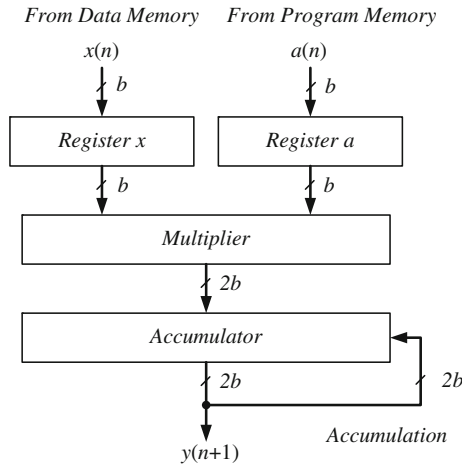 From Data Memory From Program Memory
x(n) a(n)
b b
Register x Register a
b b
Multiplier
2b
Accumulator
2b 2b
Accumulation
y(n+1)